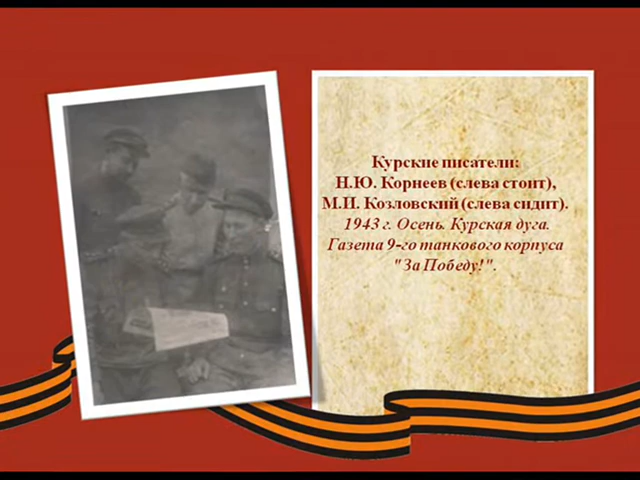 Курские писатели:
Н.Ю. Корнеев (слева стоит),
М.И. Козловский (слева сидит).
1943 г. Осень. Курская дуга.
Газета 9-го танкового корпуса
"За Победу!".